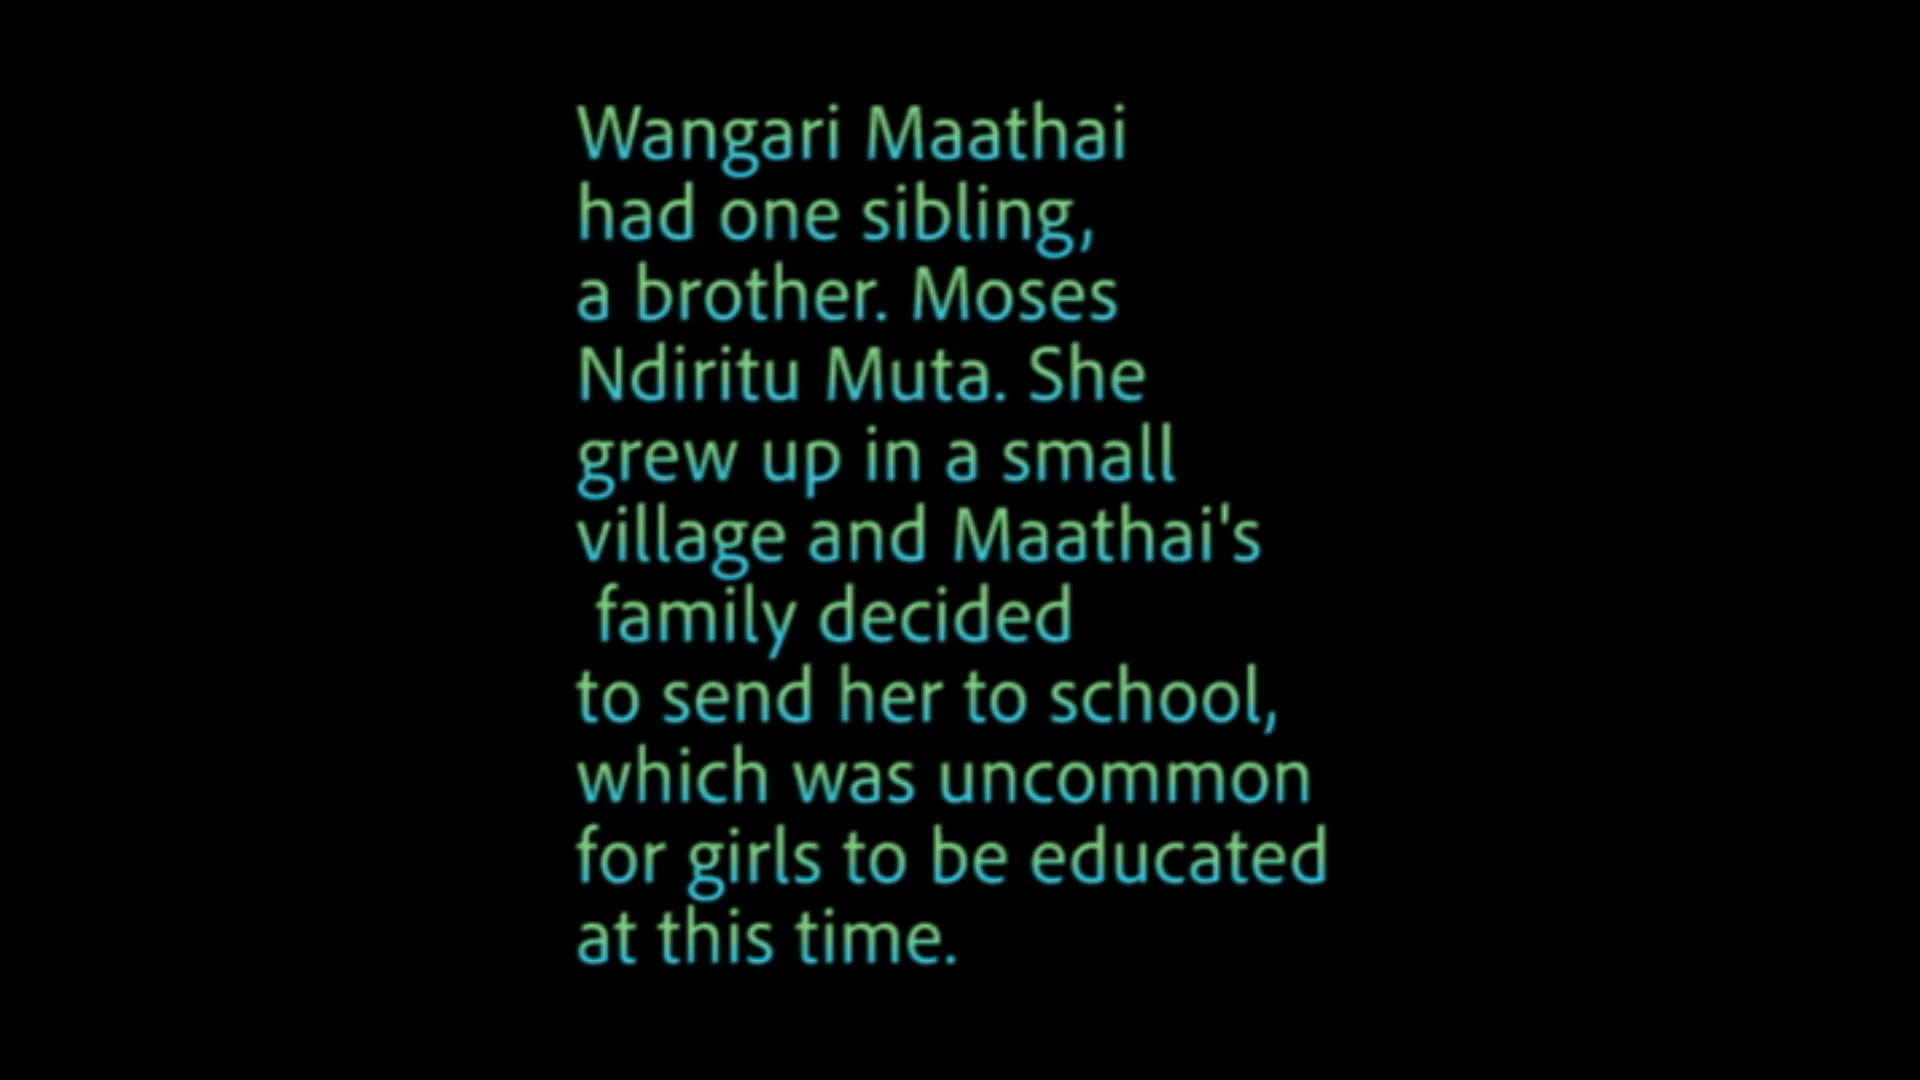 Wangari Maathai
had one sibling,
a brother. Moses
Ndiritu Muta. She
grew up in a small
village and Maathai's
family decided
to send her to school,
which was uncommon
for girls to be educated
at this time.